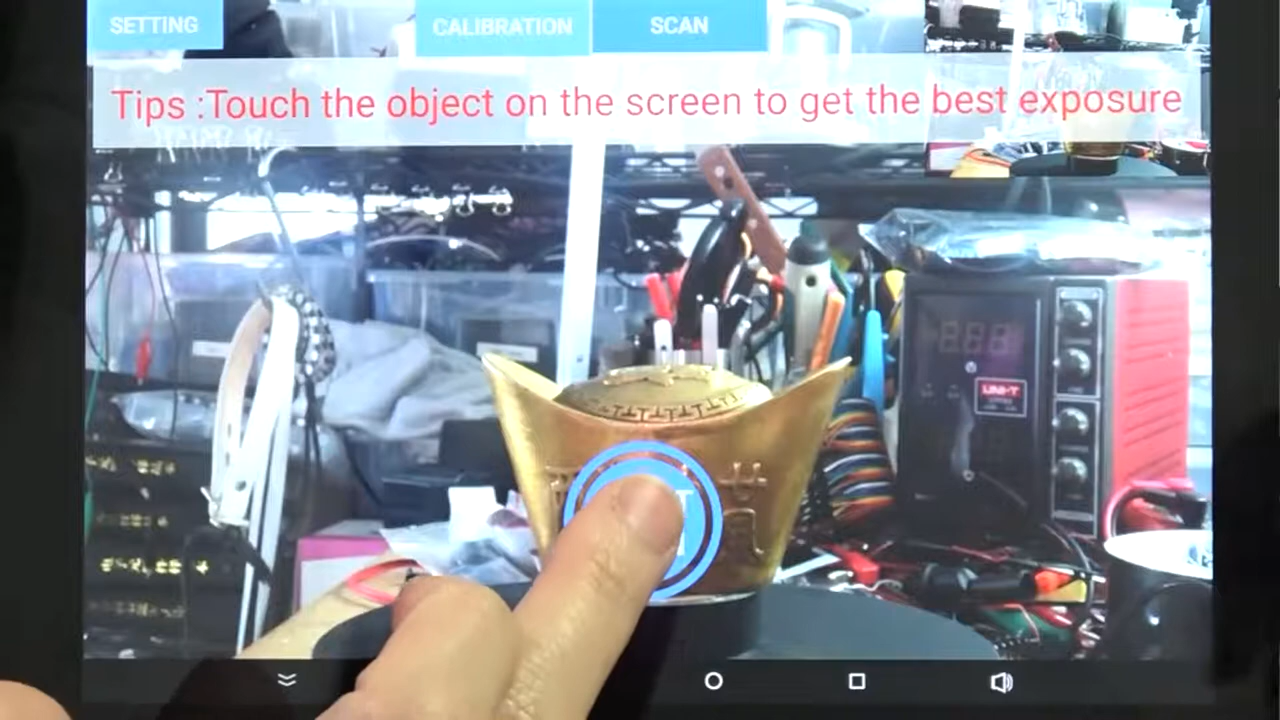 SETTING
CALIBRATION
SCAN
Tips :Touch the object on the screen to get the best exposure
UNI-T